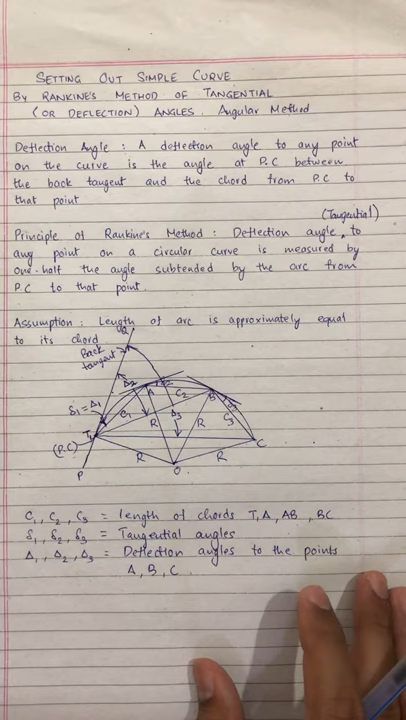 SETTING OUT SIMPLE CURVE
BY RANKINE'S METHOD OF TANGENTIAL
(OR DEFLECTION) ANGLES. Angular Method
Deflection Angle : A deflection angle to any point
on the curve is the angle at P.C between
the back tangent and the chord from P.C to
that point
(Tangential)
Principle of Rankine's Method : Deflection angle, to
any point on a circular curve is measured by
one-half the angle subtended by the arc from
P.C to that point.
Assumption : Length of arc is approximately equal
to its chord
Q
Back
tangent
Δ2
δ2
A
δ1=Δ1
C1
C2
Δ3
B
δ3
C3
T1
(P.C)
R
R
C
R
R
O
P
C1, C2, C3 = length of chords T1A, AB, BC
δ1, δ2, δ3 = Tangential angles
Δ1, Δ2, Δ3 = Deflection angles to the points
A, B, C.